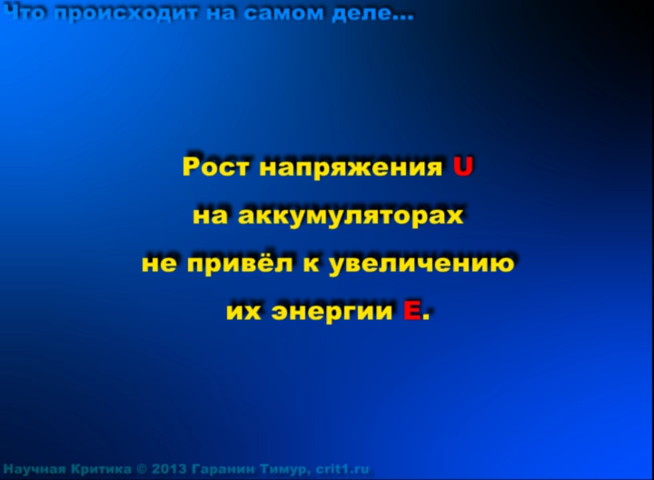 Что происходит на самом деле...
Рост напряжения U
на аккумуляторах
не привёл к увеличению
их энергии E.
Научная Критика © 2013 Гаранин Тимур, crit1.ru